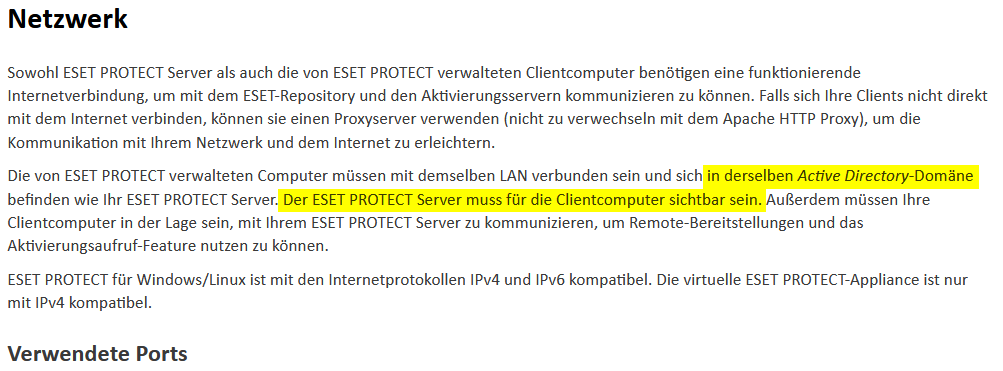 Netzwerk
Sowohl ESET PROTECT Server als auch die von ESET PROTECT verwalteten Clientcomputer benötigen eine funktionierende
Internetverbindung, um mit dem ESET-Repository und den Aktivierungsservern kommunizieren zu können. Falls sich Ihre Clients nicht direkt
mit dem Internet verbinden, können sie einen Proxyserver verwenden (nicht zu verwechseln mit dem Apache HTTP Proxy), um die
Kommunikation mit Ihrem Netzwerk und dem Internet zu erleichtern.
Die von ESET PROTECT verwalteten Computer müssen mit demselben LAN verbunden sein und sich in derselben Active Directory-Domäne
befinden wie Ihr ESET PROTECT Server. Der ESET PROTECT Server muss für die Clientcomputer sichtbar sein. Außerdem müssen Ihre
Clientcomputer in der Lage sein, mit Ihrem ESET PROTECT Server zu kommunizieren, um Remote-Bereitstellungen und das
Aktivierungsaufruf-Feature nutzen zu können.
ESET PROTECT für Windows/Linux ist mit den Internetprotokollen IPv4 und IPv6 kompatibel. Die virtuelle ESET PROTECT-Appliance ist nur
mit IPv4 kompatibel.
Verwendete Ports